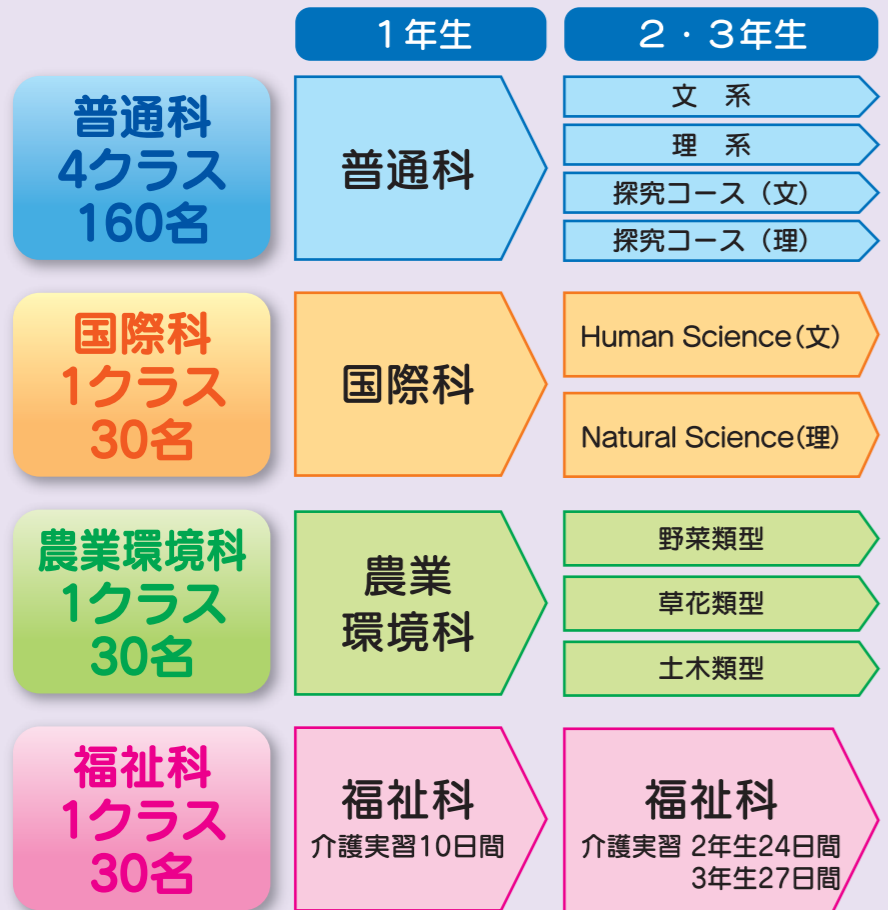 1年生
2・3年生
普通科
4クラス
160名
普通科
文 系
理 系
探究コース（文）
探究コース（理）
国際科
1クラス
30名
国際科
Human Science(文)
Natural Science(理)
農業環境科
1クラス
30名
農業
環境科
野菜類型
草花類型
土木類型
福祉科
1クラス
30名
福祉科
介護実習10日間
福祉科
介護実習 2年生24日間
3年生27日間